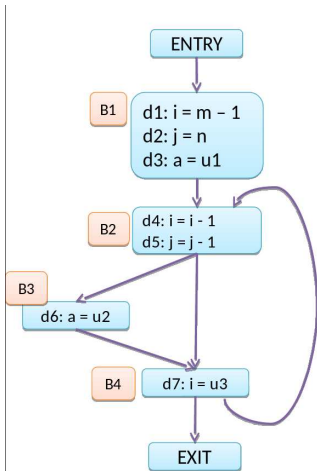 ENTRY
B1
d1: i = m – 1
d2: j = n
d3: a = u1
B2
d4: i = i - 1
d5: j = j - 1
B3
d6: a = u2
B4
d7: i = u3
EXIT